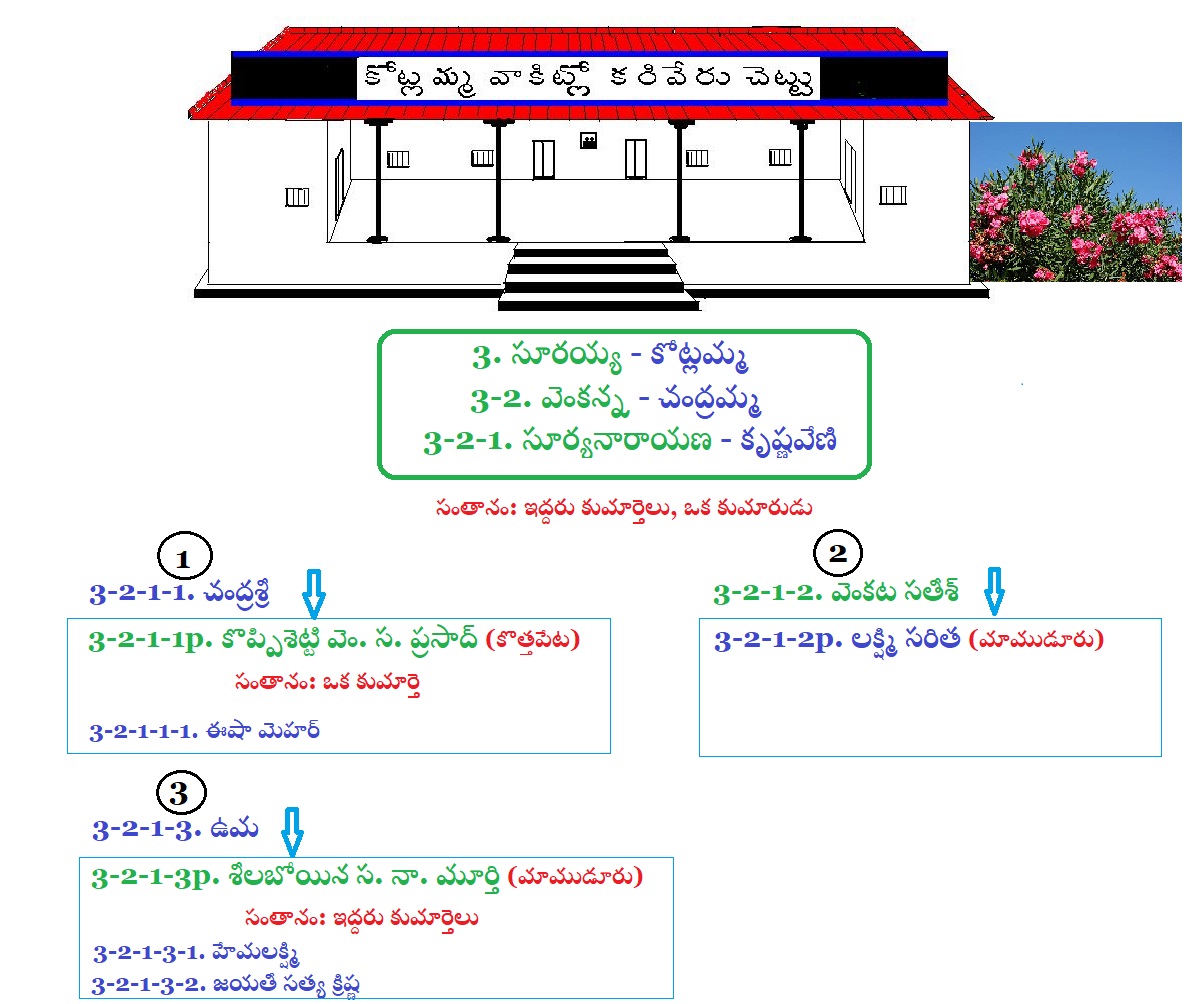 కోట్లమ్మ వాకిట్లో కరివేరు చెట్టు
3. సూరయ్య - కోట్లమ్మ
3-2. వెంకన్న - చంద్రమ్మ
3-2-1. సూర్యనారాయణ - కృష్ణవేణి
సంతానం: ఇద్దరు కుమార్తెలు, ఒక కుమారుడు
1
3-2-1-1. చంద్రశ్రీ
3-2-1-1p. కొప్పిశెట్టి వెం. స. ప్రసాద్ (కొత్తపేట)
సంతానం: ఒక కుమార్తె
3-2-1-1-1. ఈషా మెహర్
2
3-2-1-2. వెంకట సతీశ్
3-2-1-2p. లక్ష్మి సరిత (మాముడూరు)
3
3-2-1-3. ఉమ
3-2-1-3p. శీలబోయిన స. నా. మూర్తి (మాముడూరు)
సంతానం: ఇద్దరు కుమార్తెలు
3-2-1-3-1. హేమలక్ష్మి
3-2-1-3-2. జయతీ సత్య క్రిష్ణ